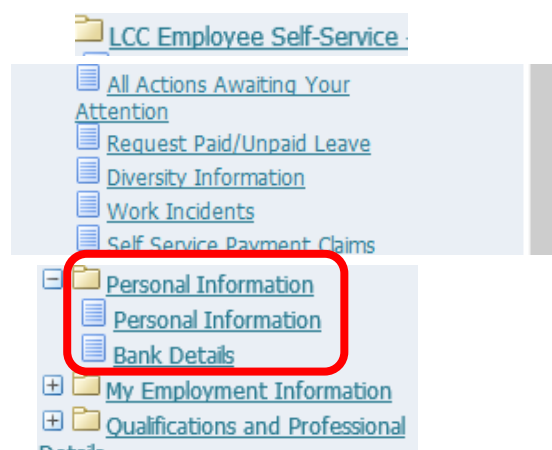 LCC Employee Self-Service -
All Actions Awaiting Your
Attention
Request Paid/Unpaid Leave
Diversity Information
Work Incidents
Self Service Payment Claims
Personal Information
Personal Information
Bank Details
My Employment Information
Qualifications and Professional
Details